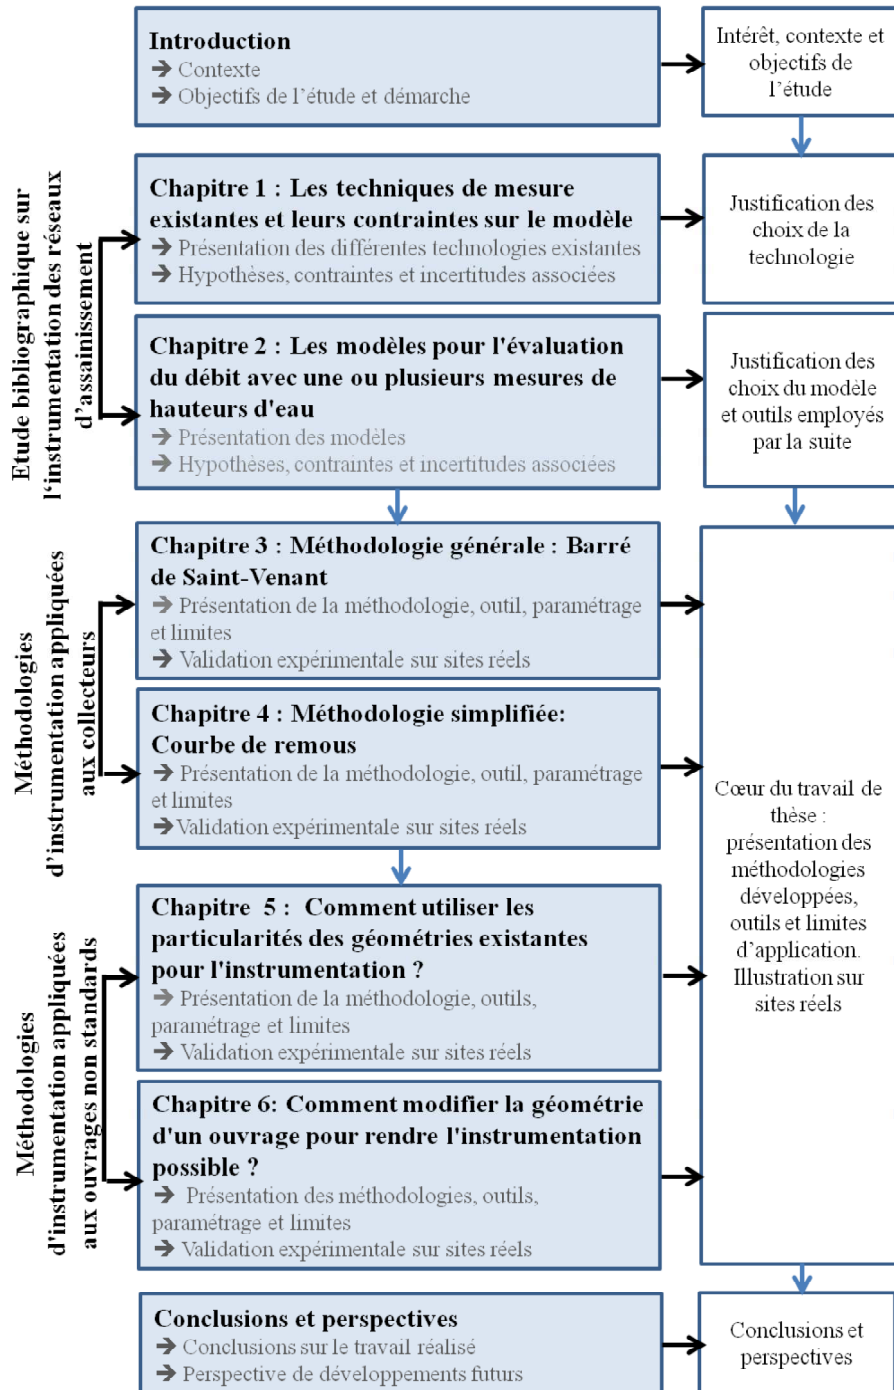 Introduction
➔ Contexte
➔ Objectifs de l'étude et démarche
Intérêt, contexte et
objectifs de
l'étude
Etude bibliographique sur
l'instrumentation des réseaux
d'assainissement
Chapitre 1 : Les techniques de mesure
existantes et leurs contraintes sur le modèle
➔ Présentation des différentes technologies existantes
➔ Hypothèses, contraintes et incertitudes associées
Justification des
choix de la
technologie
Chapitre 2 : Les modèles pour l'évaluation
du débit avec une ou plusieurs mesures de
hauteurs d'eau
➔ Présentation des modèles
➔ Hypothèses, contraintes et incertitudes associées
Justification des
choix du modèle
et outils employés
par la suite
Méthodologies
d'instrumentation appliquées
aux collecteurs
Chapitre 3 : Méthodologie générale : Barré
de Saint-Venant
➔ Présentation de la méthodologie, outil, paramétrage
et limites
➔ Validation expérimentale sur sites réels
Chapitre 4 : Méthodologie simplifiée:
Courbe de remous
➔ Présentation de la méthodologie, outil, paramétrage
et limites
➔Validation expérimentale sur sites réels
Cœur du travail de
thèse :
présentation des
méthodologies
développées,
outils et limites
d'application.
Illustration sur
sites réels
Méthodologies
d'instrumentation appliquées
aux ouvrages non standards
Chapitre 5 : Comment utiliser les
particularités des géométries existantes
pour l'instrumentation ?
➔ Présentation de la méthodologie, outils,
paramétrage et limites
➔ Validation expérimentale sur sites réels
Chapitre 6: Comment modifier la géométrie
d'un ouvrage pour rendre l'instrumentation
possible ?
➔ Présentation des méthodologies, outils,
paramétrage et limites
➔ Validation expérimentale sur sites réels
Conclusions et perspectives
➔ Conclusions sur le travail réalisé
➔ Perspective de développements futurs
Conclusions et
perspectives